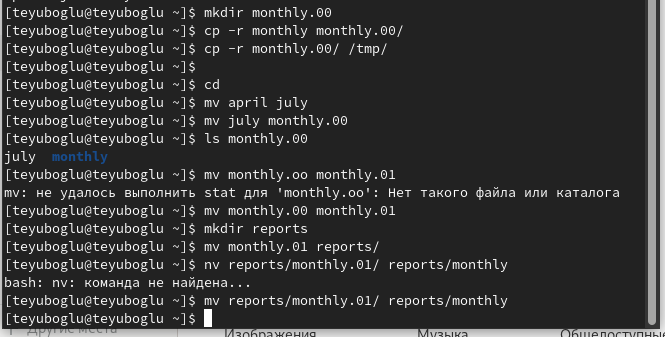 [teyuboglu@teyuboglu ~]$ mkdir monthly.00
[teyuboglu@teyuboglu ~]$ cp -r monthly monthly.00/
[teyuboglu@teyuboglu ~]$ cp -r monthly.00/ /tmp/
[teyuboglu@teyuboglu ~]$
[teyuboglu@teyuboglu ~]$ cd
[teyuboglu@teyuboglu ~]$ mv april july
[teyuboglu@teyuboglu ~]$ mv july monthly.00
[teyuboglu@teyuboglu ~]$ ls monthly.00
july  monthly
[teyuboglu@teyuboglu ~]$ mv monthly.oo monthly.01
mv: не удалось выполнить stat для 'monthly.oo': Нет такого файла или каталога
[teyuboglu@teyuboglu ~]$ mv monthly.00 monthly.01
[teyuboglu@teyuboglu ~]$ mkdir reports
[teyuboglu@teyuboglu ~]$ mv monthly.01 reports/
[teyuboglu@teyuboglu ~]$ nv reports/monthly.01/ reports/monthly
bash: nv: команда не найдена...
[teyuboglu@teyuboglu ~]$ mv reports/monthly.01/ reports/monthly
[teyuboglu@teyuboglu ~]$
Другие места Изображения Музыка Общедоступные